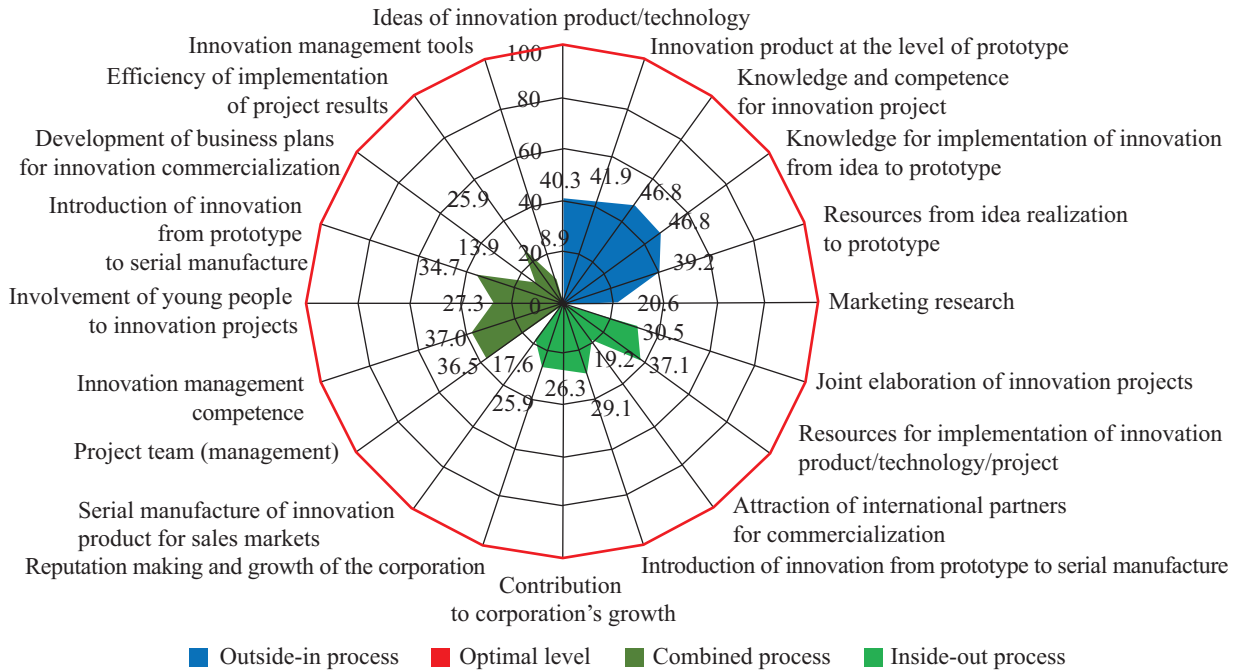 Ideas of innovation product/technology
Innovation product at the level of prototype
Knowledge and competence
for innovation project
Knowledge for implementation of innovation
from idea to prototype
Resources from idea realization
to prototype
Marketing research
Joint elaboration of innovation projects
Resources for implementation of innovation
product/technology/project
Attraction of international partners
for commercialization
Introduction of innovation from prototype to serial manufacture
Contribution
to corporation’s growth
Reputation making and growth of the corporation
Serial manufacture of innovation
product for sales markets
Project team (management)
Innovation management
competence
Involvement of young people
to innovation projects
Introduction of innovation
from prototype
to serial manufacture
Development of business plans
for innovation commercialization
Efficiency of implementation
of project results
Innovation management tools
100
80
60
40
20
0
40.3
41.9
46.8
46.8
39.2
20.6
30.5
37.1
19.2
29.1
26.3
25.9
17.6
36.5
37.0
27.3
34.7
13.9
25.9
8.9
Outside-in process
Optimal level
Combined process
Inside-out process